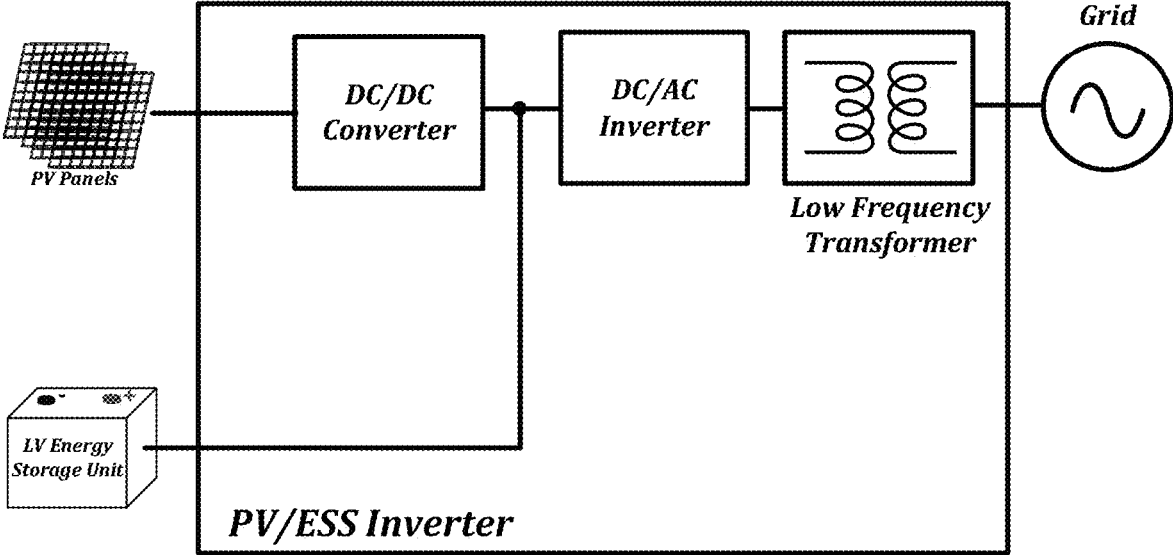 Grid
DC/DC
Converter
DC/AC
Inverter
PV Panels
Low Frequency
Transformer
- +
LV Energy
Storage Unit
PV/ESS Inverter